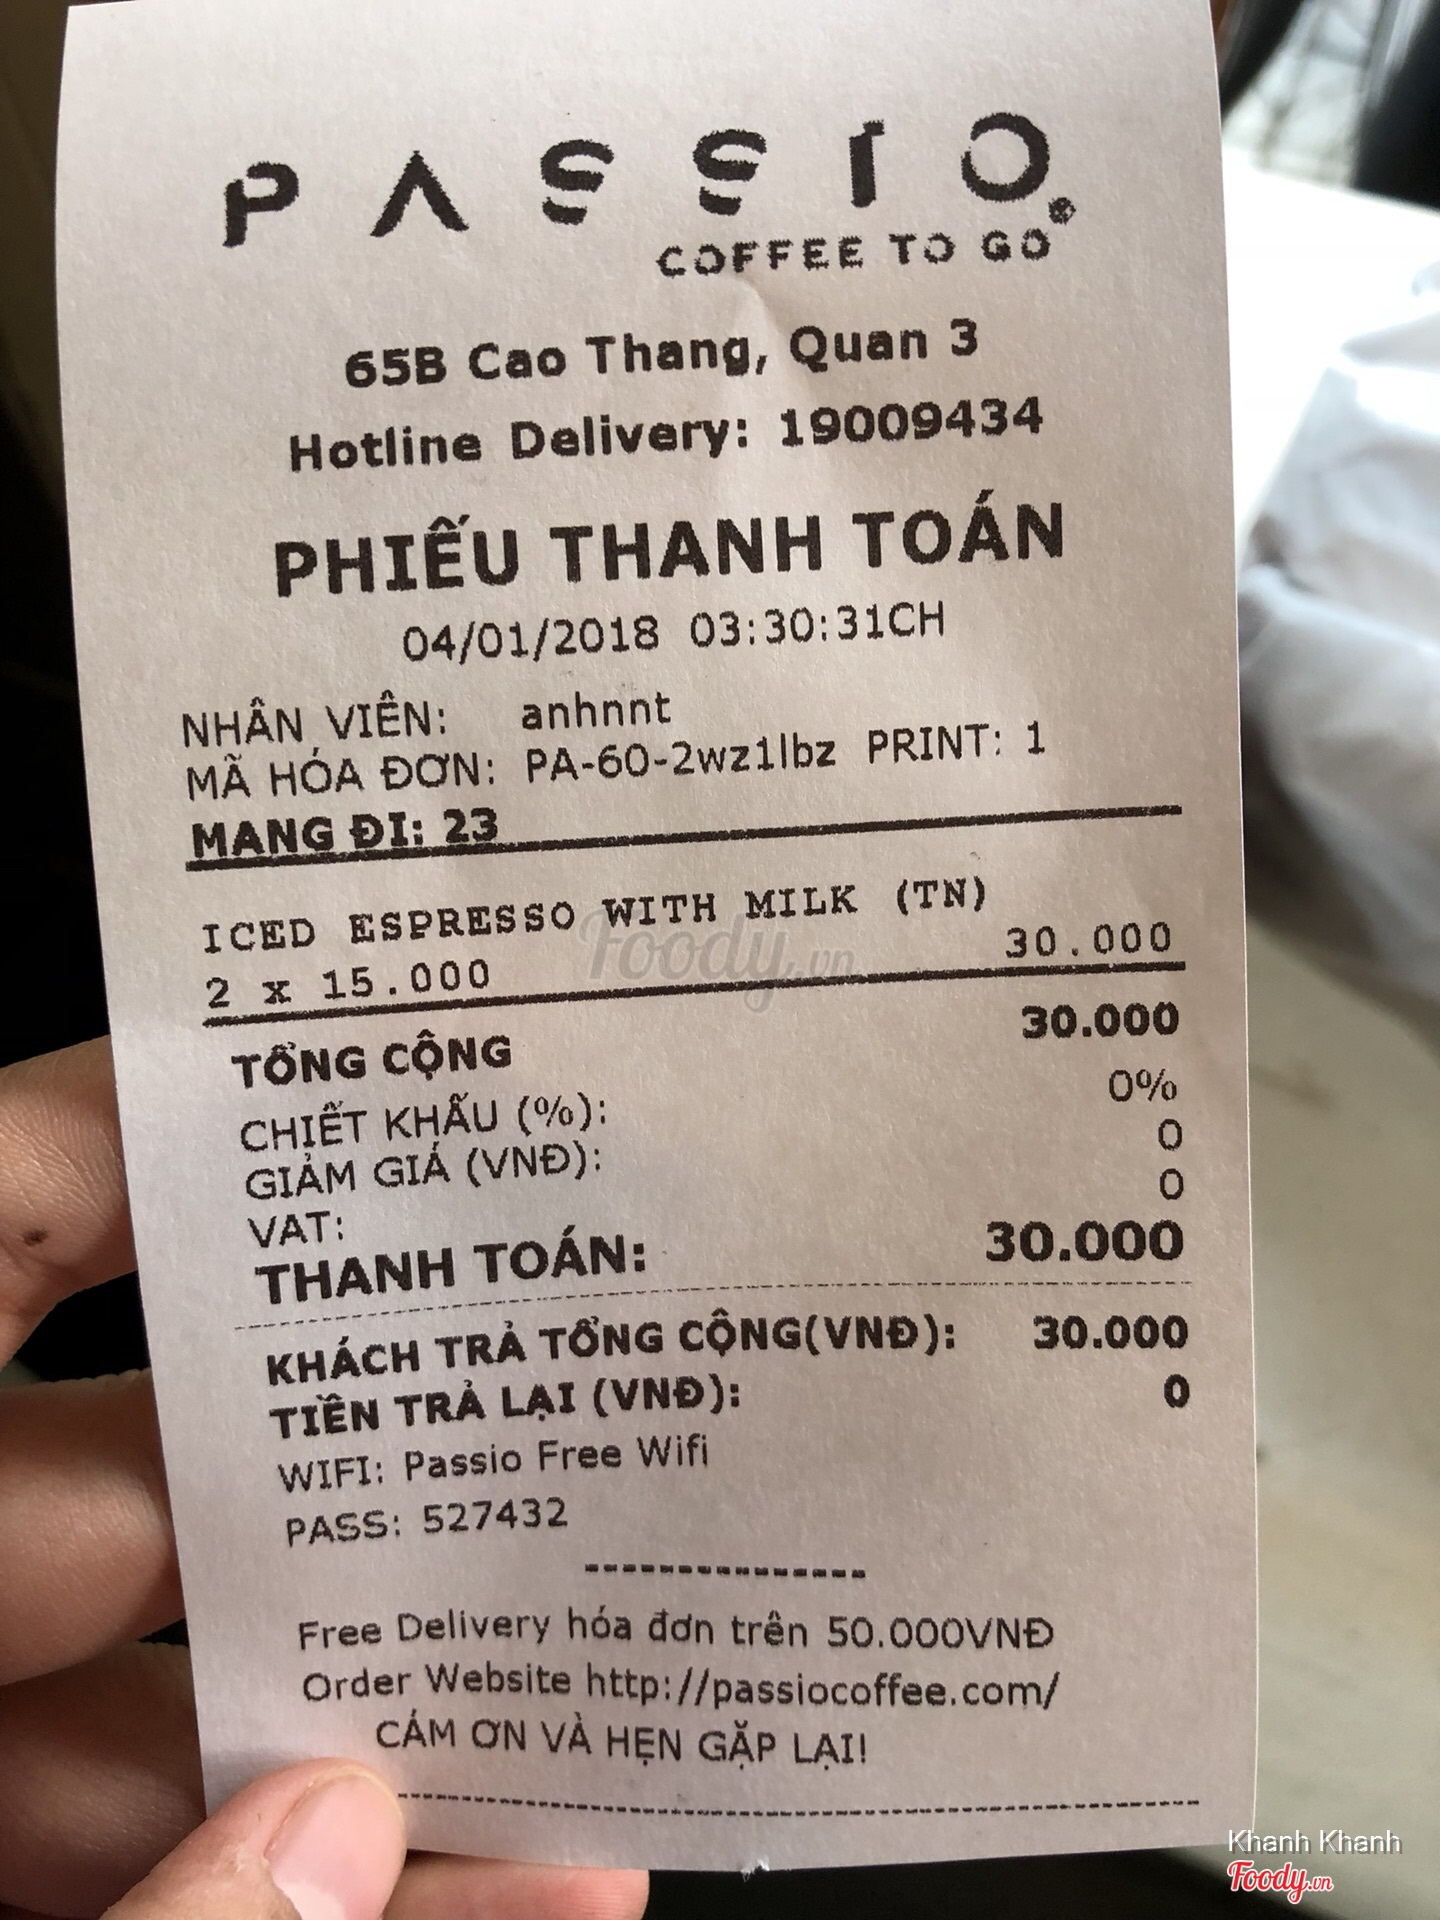 PASSIO®
COFFEE TO GO
65B Cao Thang, Quan 3
Hotline Delivery: 19009434
PHIẾU THANH TOÁN
04/01/2018 03:30:31CH
NHÂN VIÊN: anhnnt
MÃ HÓA ĐƠN: PA-60-2wz1lbz PRINT: 1
MANG ĐI: 23
ICED ESPRESSO WITH MILK (TN)
2 x 15.000 30.000
TỔNG CỘNG 30.000
CHIẾT KHẤU (%): 0%
GIẢM GIÁ (VNĐ): 0
VAT: 0
THANH TOÁN: 30.000
KHÁCH TRẢ TỔNG CỘNG(VNĐ): 30.000
TIỀN TRẢ LẠI (VNĐ): 0
WIFI: Passio Free Wifi
PASS: 527432
Free Delivery hóa đơn trên 50.000VNĐ
Order Website http://passiocoffee.com/
CÁM ƠN VÀ HẸN GẶP LẠI!
Foody.vn
Khanh Khanh
Foody.vn